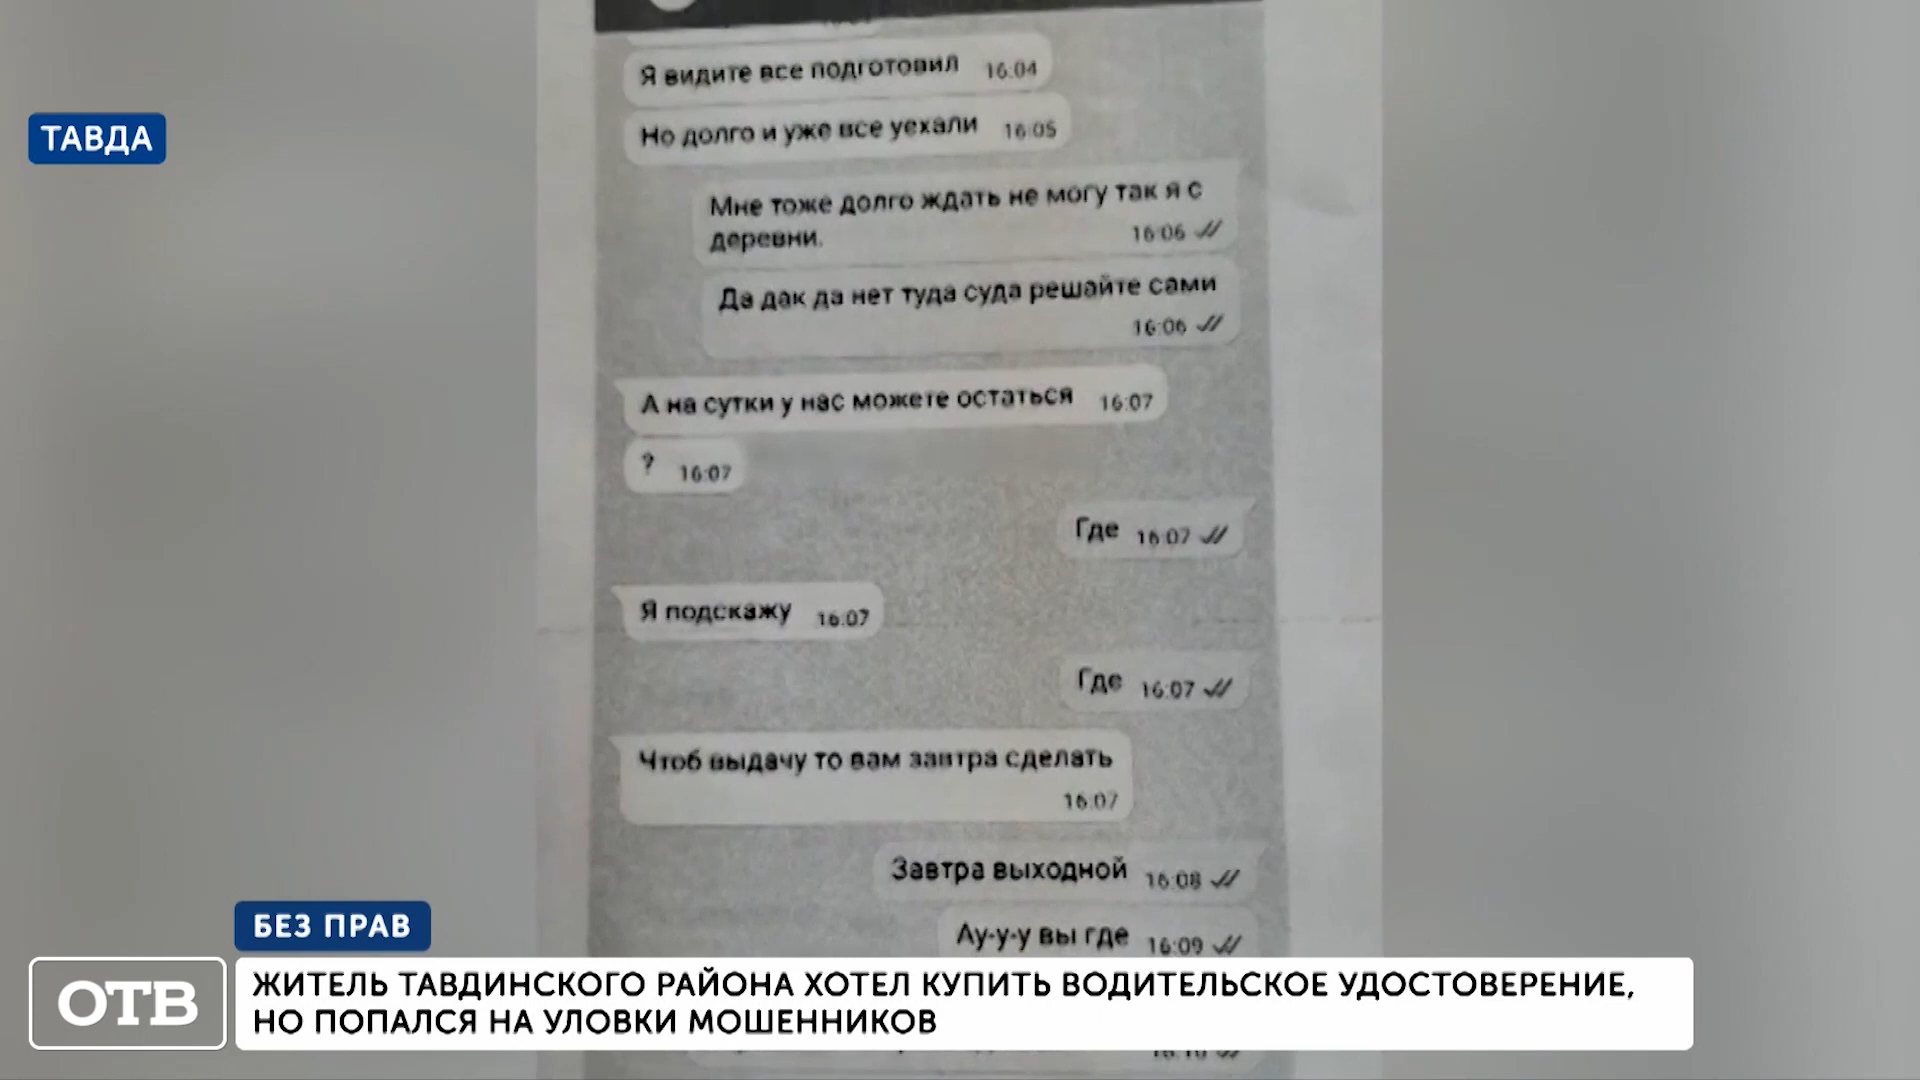 Я видите все подготовил 16:04
Но долго и уже все уехали 16:05
ТАВДА
Мне тоже долго ждать не могу так я с
деревни. 16:06
Да дак да нет туда суда решайте сами
16:06
А на сутки у нас можете остаться 16:07
? 16:07
Где 16:07
Я подскажу 16:07
Где 16:07
Чтоб выдачу то вам завтра сделать
16:07
Завтра выходной 16:08
Ау-у-у вы где 16:09
БЕЗ ПРАВ
ОТВ
ЖИТЕЛЬ ТАВДИНСКОГО РАЙОНА ХОТЕЛ КУПИТЬ ВОДИТЕЛЬСКОЕ УДОСТОВЕРЕНИЕ,
НО ПОПАЛСЯ НА УЛОВКИ МОШЕННИКОВ
16:10